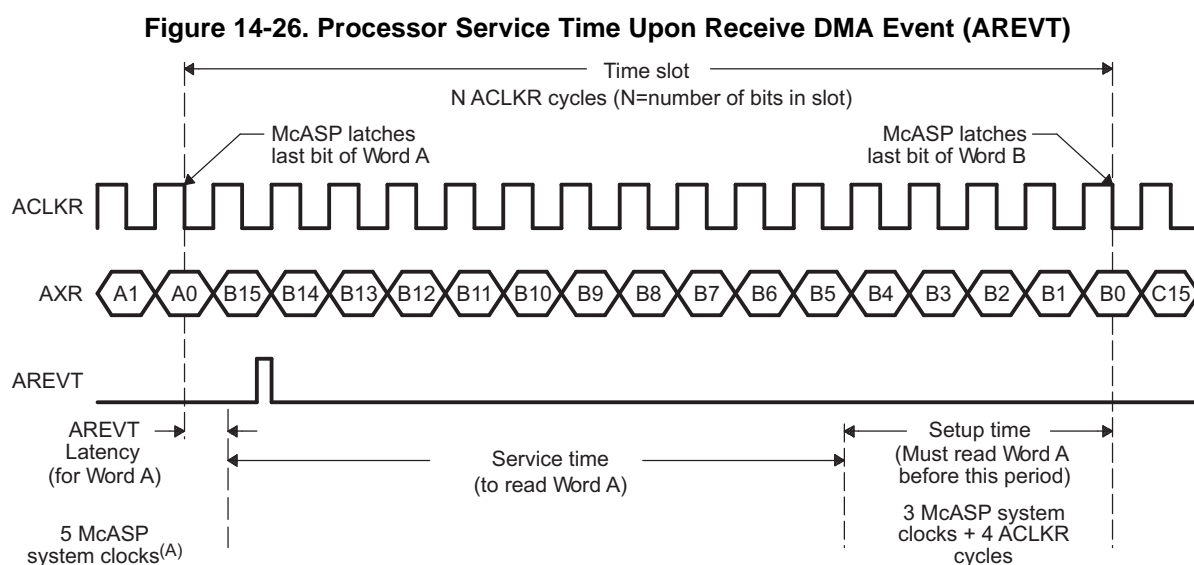 Figure 14-26. Processor Service Time Upon Receive DMA Event (AREVT)
Time slot
N ACLKR cycles (N=number of bits in slot)
McASP latches
last bit of Word A
McASP latches
last bit of Word B
ACLKR
AXR
A1 A0 B15 B14 B13 B12 B11 B10 B9 B8 B7 B6 B5 B4 B3 B2 B1 B0 C15
AREVT
AREVT
Latency
(for Word A)
Service time
(to read Word A)
Setup time
(Must read Word A
before this period)
5 McASP
system clocks(A)
3 McASP system
clocks + 4 ACLKR
cycles